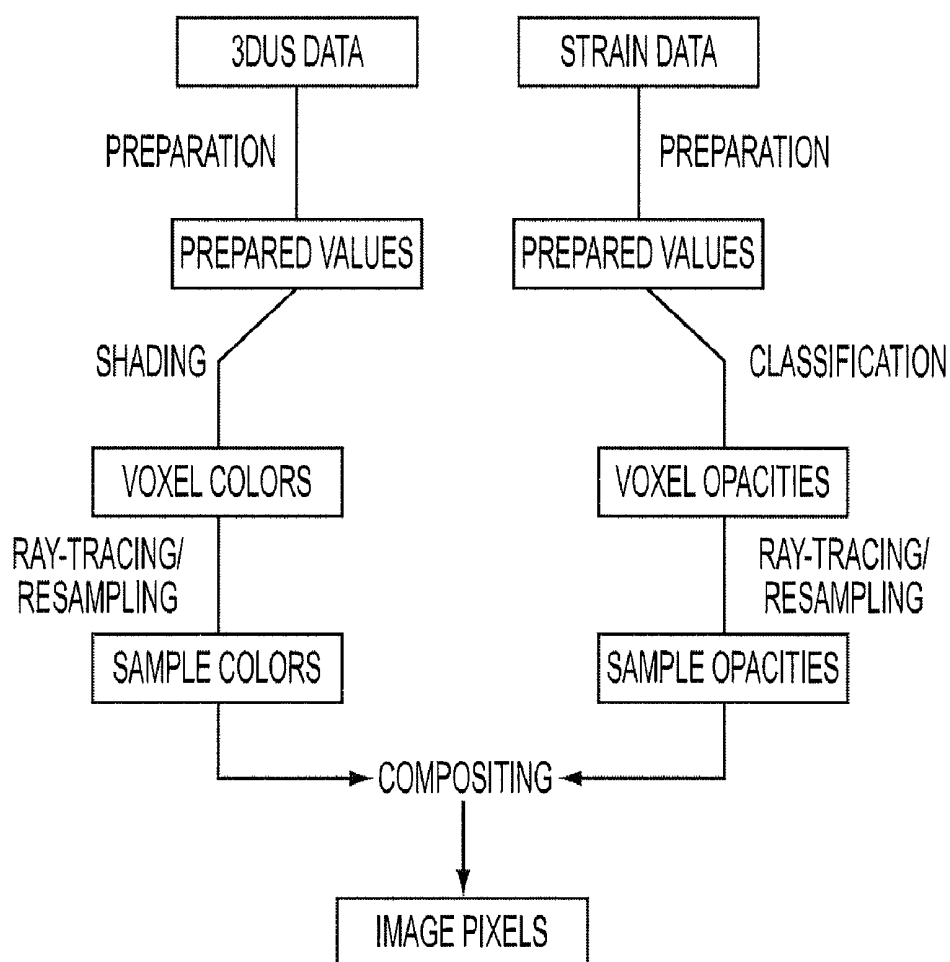 3DUS DATA
STRAIN DATA
PREPARATION
PREPARATION
PREPARED VALUES
PREPARED VALUES
SHADING
CLASSIFICATION
VOXEL COLORS
VOXEL OPACITIES
RAY-TRACING/
RESAMPLING
RAY-TRACING/
RESAMPLING
SAMPLE COLORS
SAMPLE OPACITIES
COMPOSITING
IMAGE PIXELS